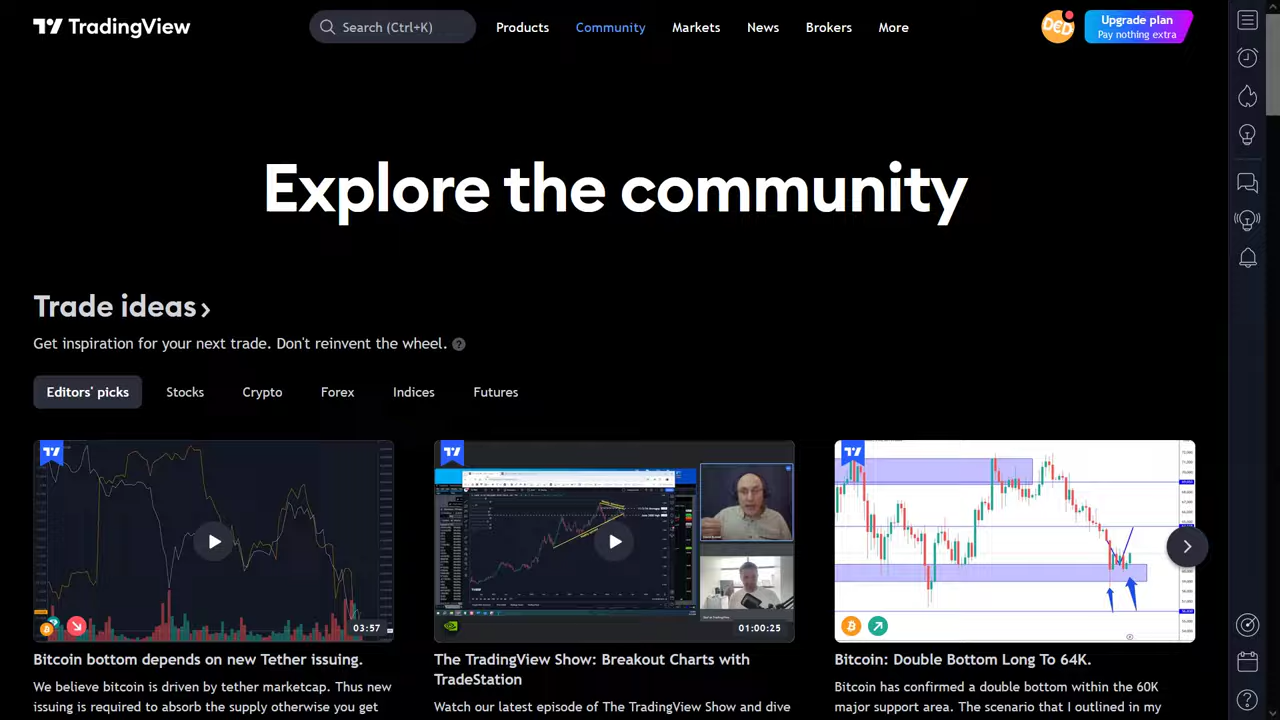 TradingView
Search (Ctrl+K)
Products
Community
Markets
News
Brokers
More
Upgrade plan
Pay nothing extra
Explore the community
Trade ideas
Get inspiration for your next trade. Don't reinvent the wheel.
Editors' picks
Stocks
Crypto
Forex
Indices
Futures
03:57
01:00:25
Bitcoin bottom depends on new Tether issuing.
We believe bitcoin is driven by tether marketcap. Thus new
issuing is required to absorb the supply otherwise you get
The TradingView Show: Breakout Charts with
TradeStation
Watch our latest episode of The TradingView Show and dive
Bitcoin: Double Bottom Long To 64K.
Bitcoin has confirmed a double bottom within the 60K
major support area. The scenario that I outlined in my